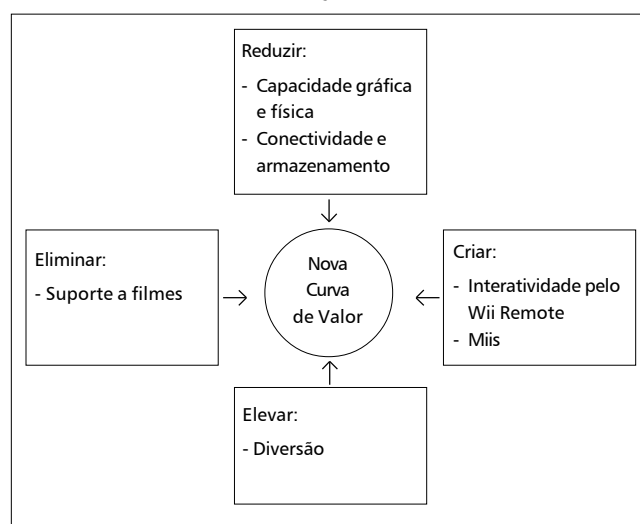 Reduzir:
- Capacidade gráfica
e física
- Conectividade e
armazenamento
Eliminar:
- Suporte a filmes
Nova
Curva
de Valor
Criar:
- Interatividade pelo
Wii Remote
- Miis
Elevar:
- Diversão